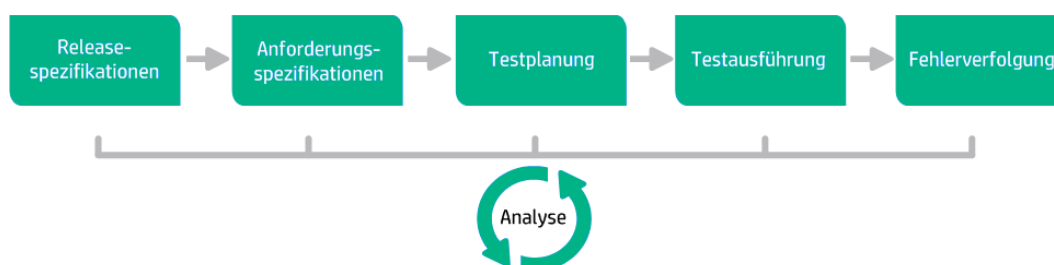 Release-
spezifikationen
Anforderungs-
spezifikationen
Testplanung
Testausführung
Fehlerverfolgung
Analyse